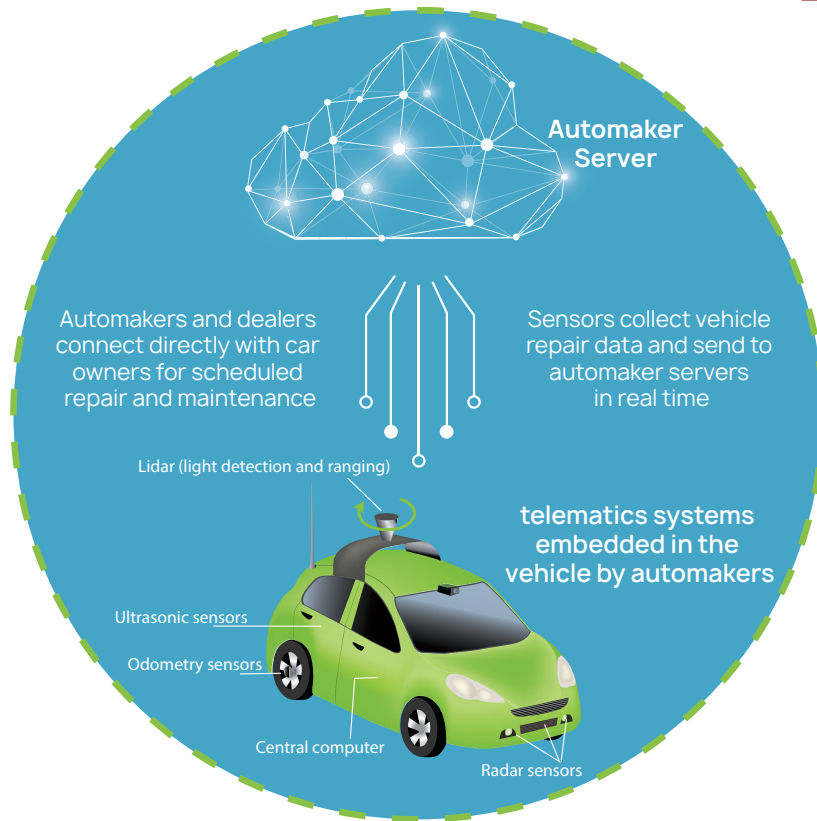 Automaker
Server
Automakers and dealers
connect directly with car
owners for scheduled
repair and maintenance
Sensors collect vehicle
repair data and send to
automaker servers
in real time
Lidar (light detection and ranging)
telematics systems
embedded in the
vehicle by automakers
Ultrasonic sensors
Odometry sensors
Central computer
Radar sensors